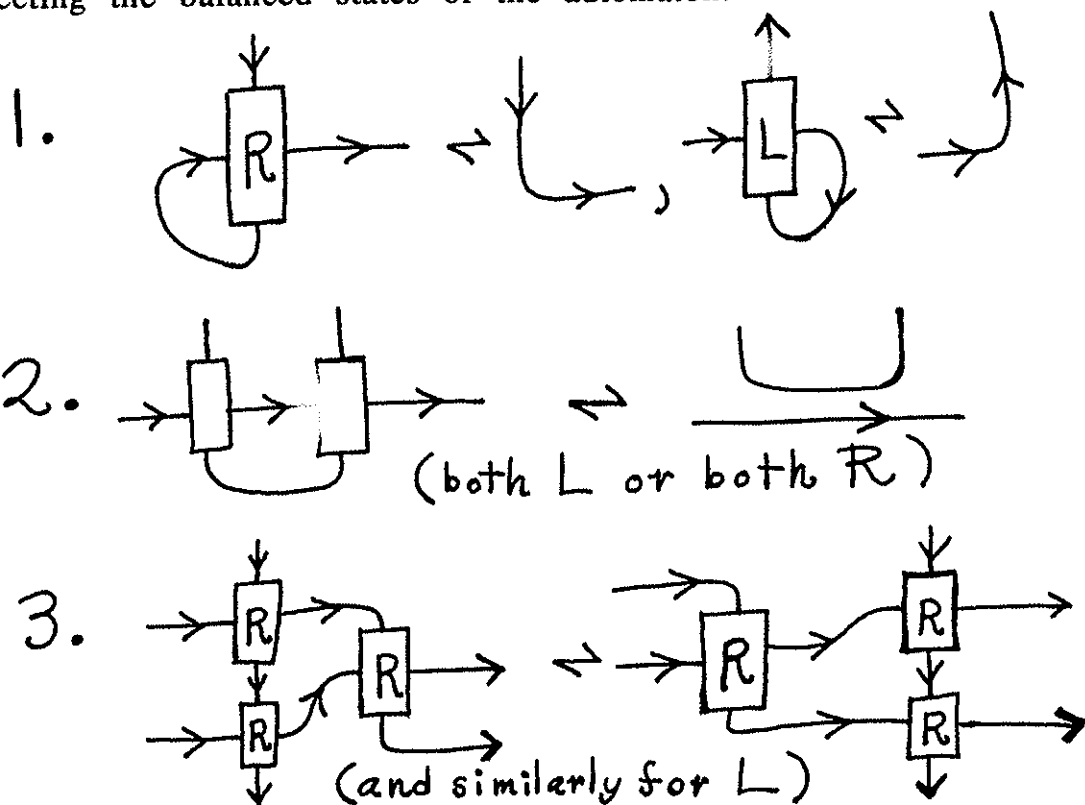 ecting the balanced states of the automaton.
1. R , L
2. (both L or both R)
3. R R R R R R
(and similarly for L)